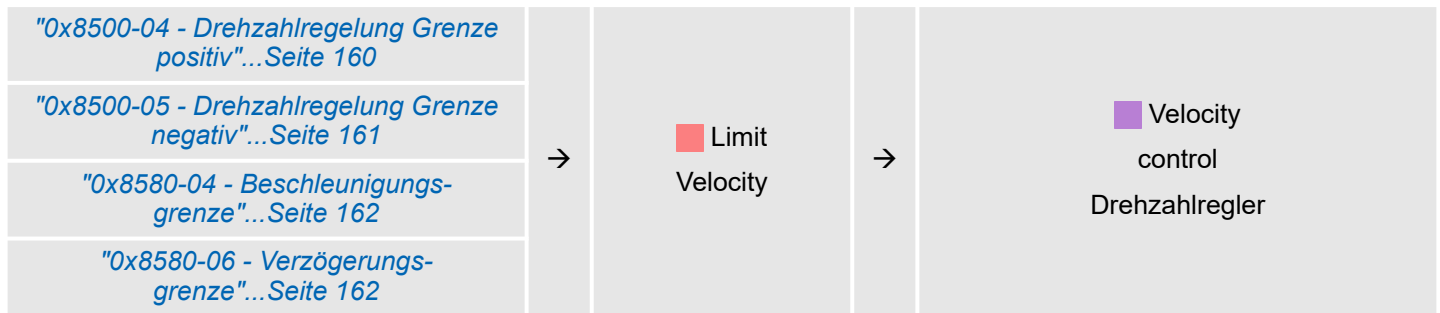 "0x8500-04 - Drehzahlregelung Grenze
positiv"...Seite 160
"0x8500-05 - Drehzahlregelung Grenze
negativ"...Seite 161
"0x8580-04 - Beschleunigungs-
grenze"...Seite 162
"0x8580-06 - Verzögerungs-
grenze"...Seite 162
→
Limit
Velocity
→
Velocity
control
Drehzahlregler